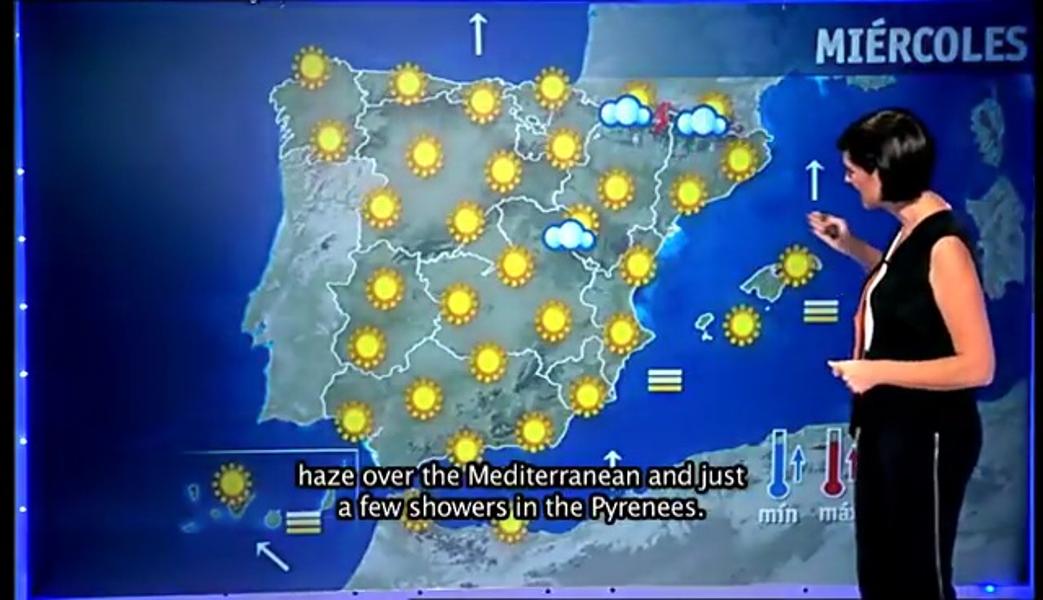 MIÉRCOLES
haze over the Mediterranean and just
a few showers in the Pyrenees.
mín
máx